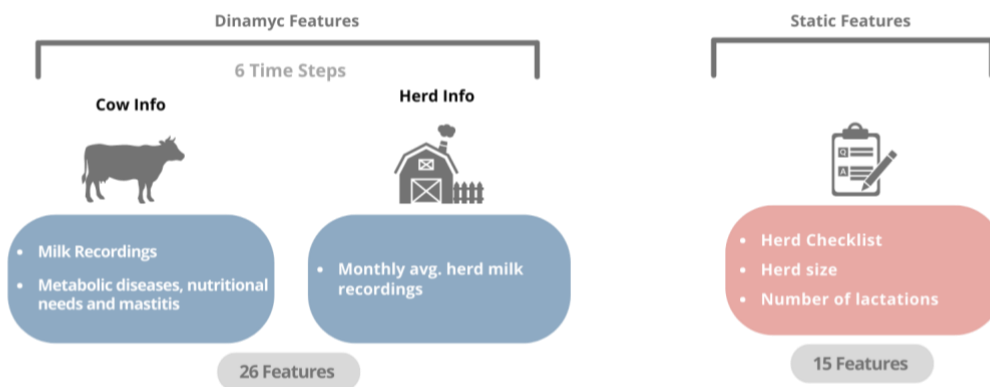 Dinamyc Features
6 Time Steps
Cow Info
Herd Info
• Milk Recordings
• Metabolic diseases, nutritional
needs and mastitis
• Monthly avg. herd milk
recordings
26 Features
Static Features
Q
A
• Herd Checklist
• Herd size
• Number of lactations
15 Features